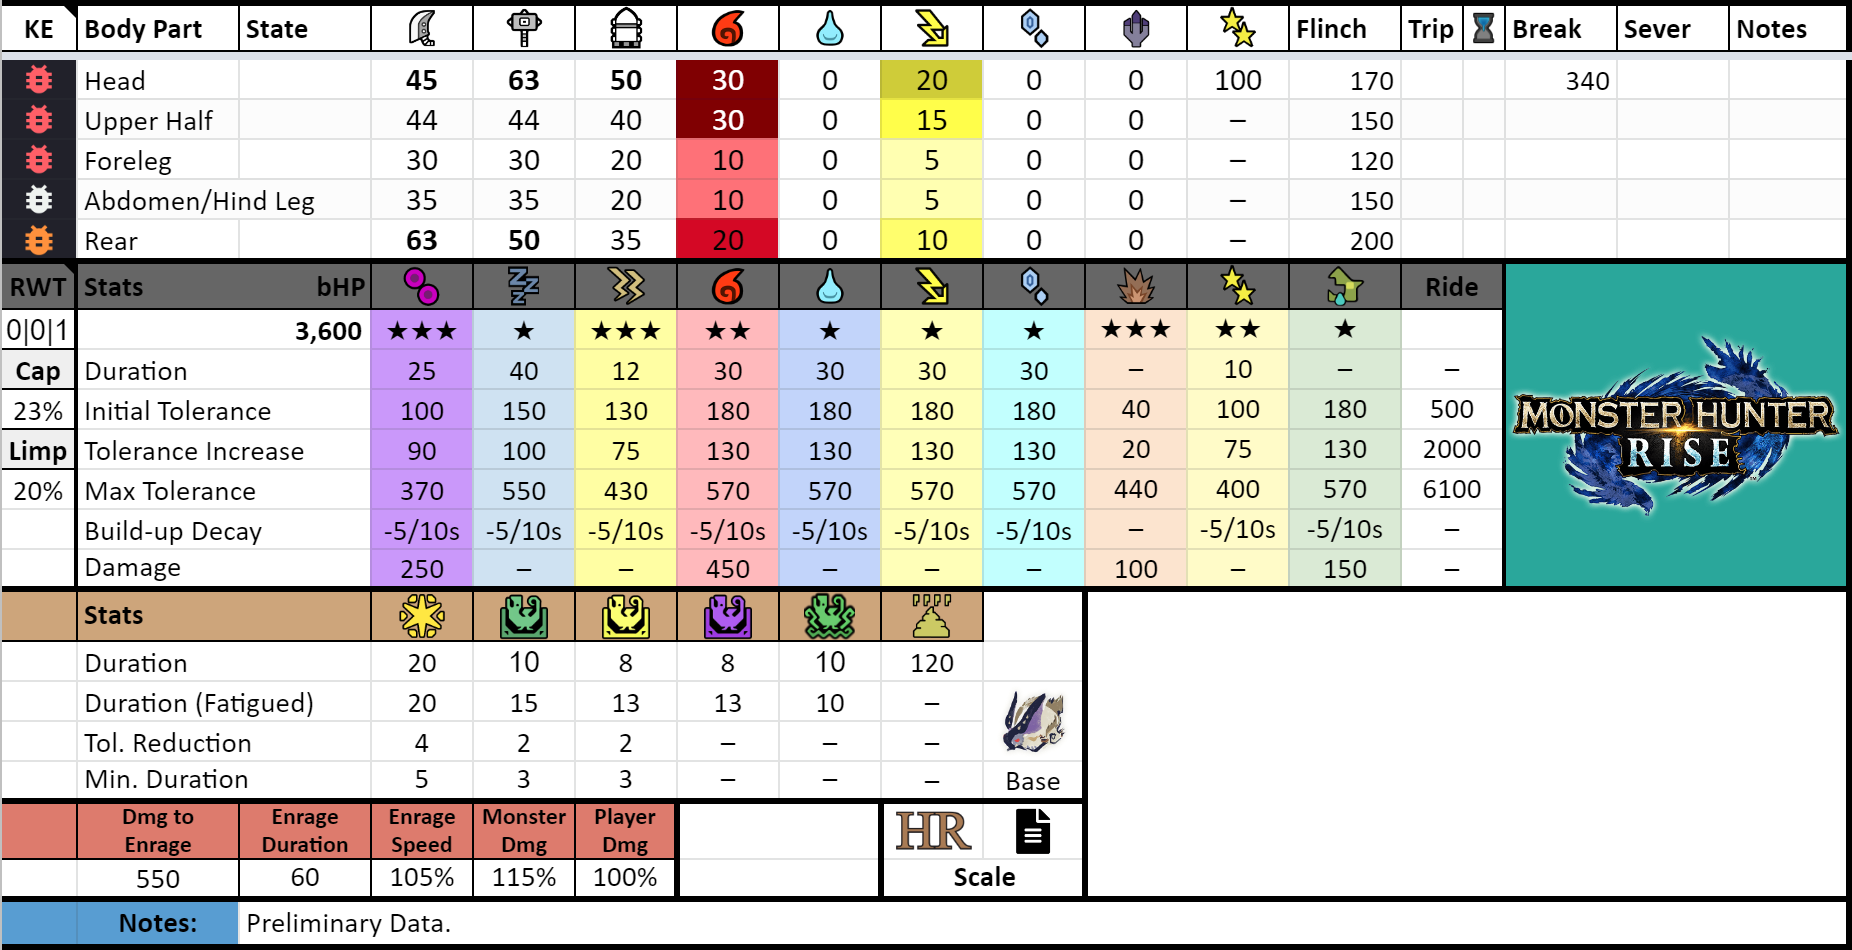 KE Body Part State Flinch Trip Break Sever Notes
Head 45 63 50 30 0 20 0 0 100 170 340
Upper Half 44 44 40 30 0 15 0 0 – 150
Foreleg 30 30 20 10 0 5 0 0 – 120
Abdomen/Hind Leg 35 35 20 10 0 5 0 0 – 150
Rear 63 50 35 20 0 10 0 0 – 200
RWT Stats bHP Ride
0|0|1 3,600 ★★★ ★ ★★★ ★★ ★ ★ ★ ★★★ ★★ ★
Cap Duration 25 40 12 30 30 30 30 – 10 – –
23% Initial Tolerance 100 150 130 180 180 180 180 40 100 180 500
Limp Tolerance Increase 90 100 75 130 130 130 130 20 75 130 2000
20% Max Tolerance 370 550 430 570 570 570 570 440 400 570 6100
Build-up Decay -5/10s -5/10s -5/10s -5/10s -5/10s -5/10s -5/10s – -5/10s -5/10s –
Damage 250 – – 450 – – – 100 – 150 –
MONSTER HUNTER
RISE
Stats
Duration 20 10 8 8 10 120
Duration (Fatigued) 20 15 13 13 10 –
Tol. Reduction 4 2 2 – – –
Min. Duration 5 3 3 – – – Base
Dmg to Enrage Enrage Duration Enrage Speed Monster Dmg Player Dmg HR
550 60 105% 115% 100% Scale
Notes: Preliminary Data.